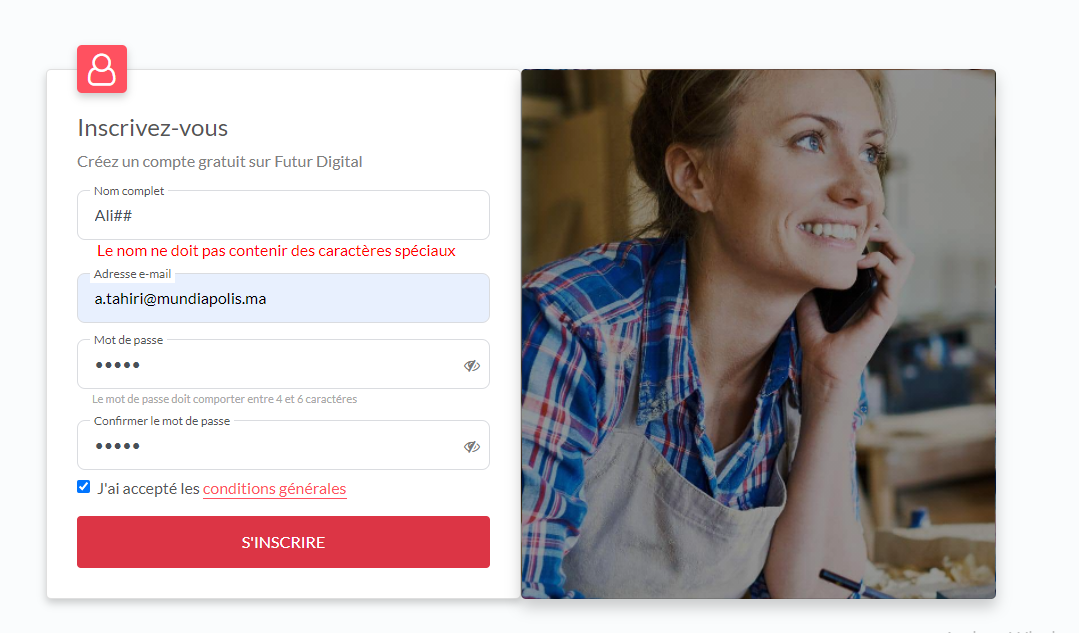 Inscrivez-vous
Créez un compte gratuit sur Futur Digital
Nom complet
Ali##
Le nom ne doit pas contenir des caractères spéciaux
Adresse e-mail
a.tahiri@mundiapolis.ma
Mot de passe
•••••
Le mot de passe doit comporter entre 4 et 6 caractéres
Confirmer le mot de passe
•••••
J'ai accepté les conditions générales
S'INSCRIRE